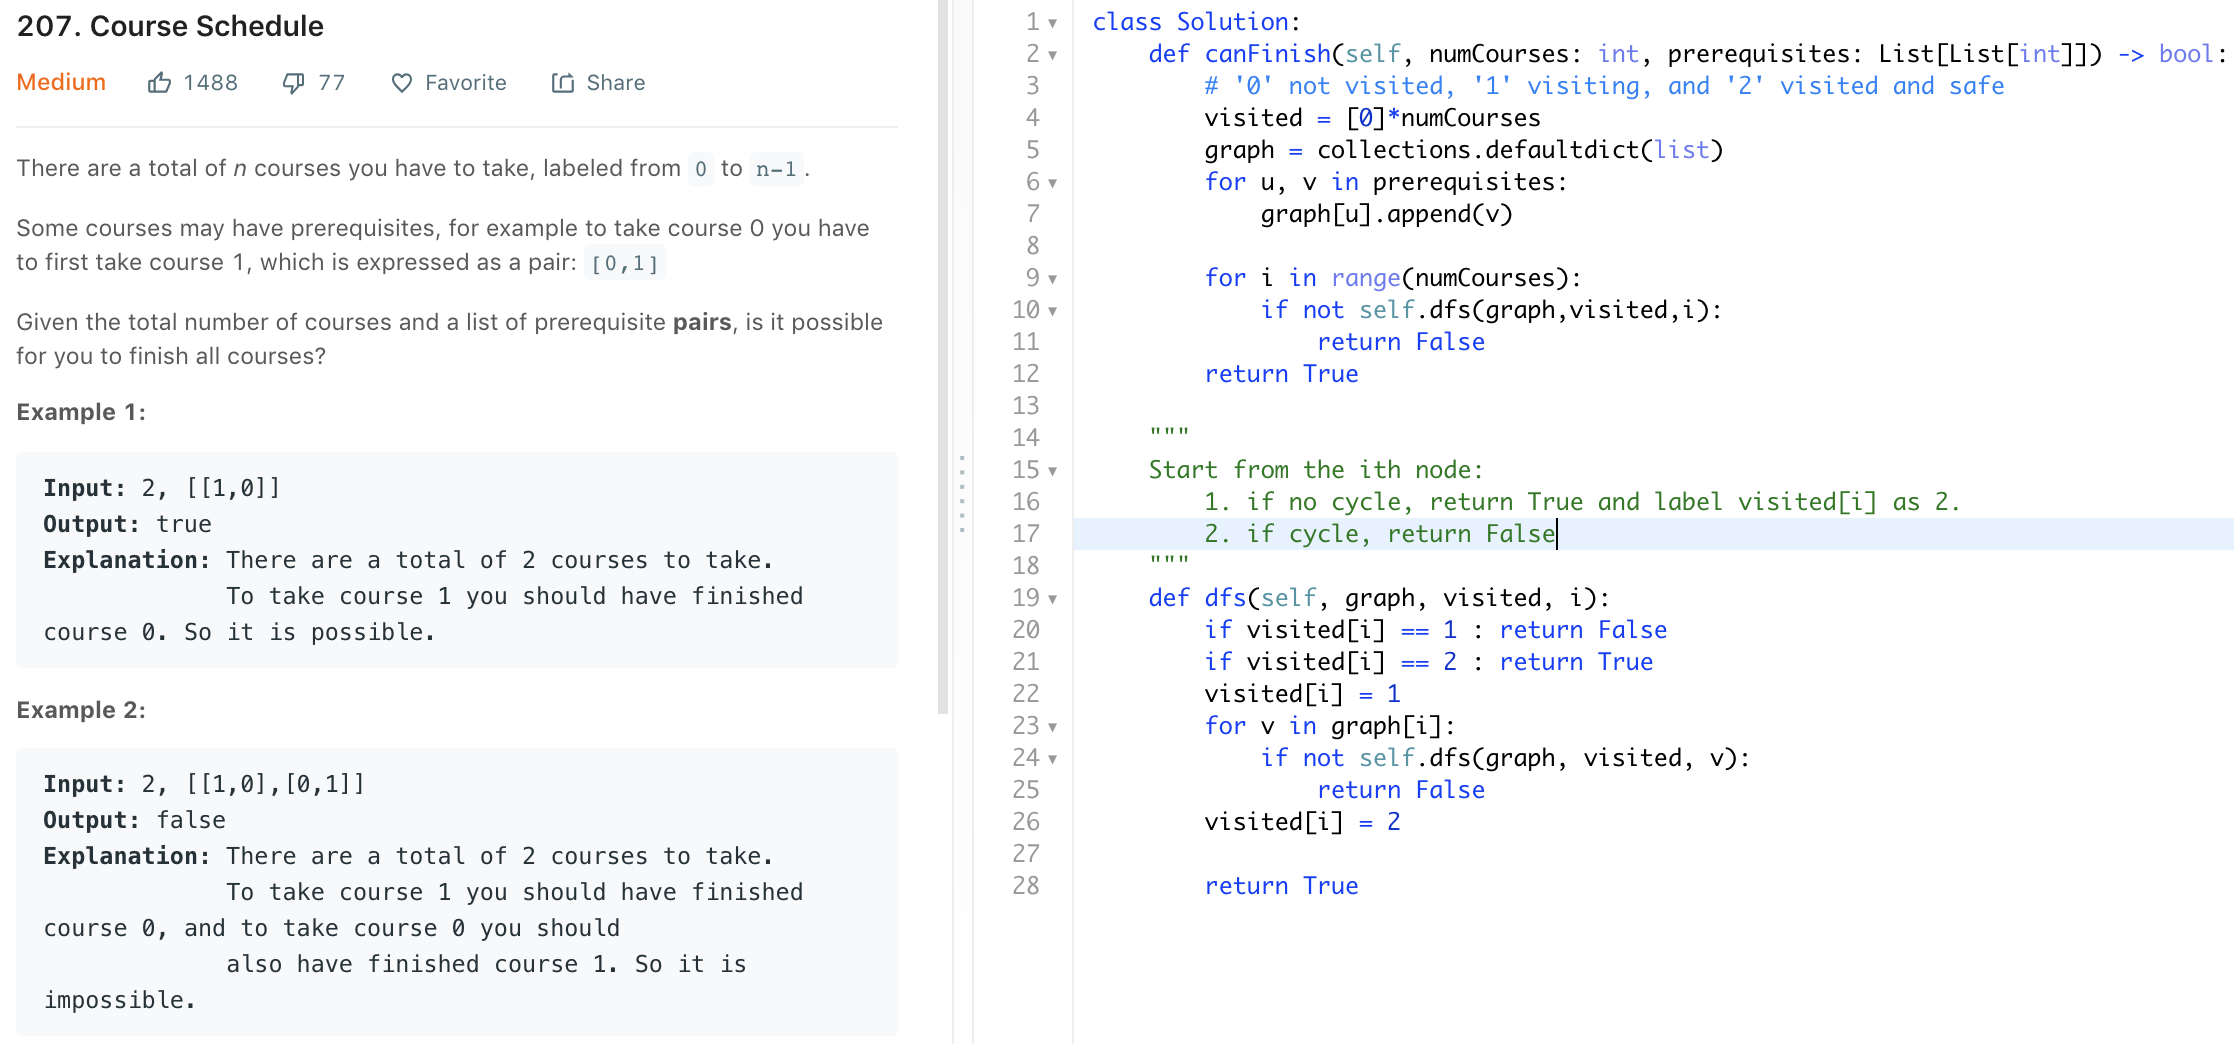 207. Course Schedule
Medium 1488 77 Favorite Share
There are a total of n courses you have to take, labeled from 0 to n-1.
Some courses may have prerequisites, for example to take course 0 you have
to first take course 1, which is expressed as a pair: [0,1]
Given the total number of courses and a list of prerequisite pairs, is it possible
for you to finish all courses?
Example 1:
Input: 2, [[1,0]]
Output: true
Explanation: There are a total of 2 courses to take.
             To take course 1 you should have finished
course 0. So it is possible.
Example 2:
Input: 2, [[1,0],[0,1]]
Output: false
Explanation: There are a total of 2 courses to take.
             To take course 1 you should have finished
course 0, and to take course 0 you should
             also have finished course 1. So it is
impossible.
1 class Solution:
2     def canFinish(self, numCourses: int, prerequisites: List[List[int]]) -> bool:
3         # '0' not visited, '1' visiting, and '2' visited and safe
4         visited = [0]*numCourses
5         graph = collections.defaultdict(list)
6         for u, v in prerequisites:
7             graph[u].append(v)
8
9         for i in range(numCourses):
10             if not self.dfs(graph,visited,i):
11                 return False
12         return True
13
14     """
15     Start from the ith node:
16         1. if no cycle, return True and label visited[i] as 2.
17         2. if cycle, return False
18     """
19     def dfs(self, graph, visited, i):
20         if visited[i] == 1 : return False
21         if visited[i] == 2 : return True
22         visited[i] = 1
23         for v in graph[i]:
24             if not self.dfs(graph, visited, v):
25                 return False
26         visited[i] = 2
27
28         return True